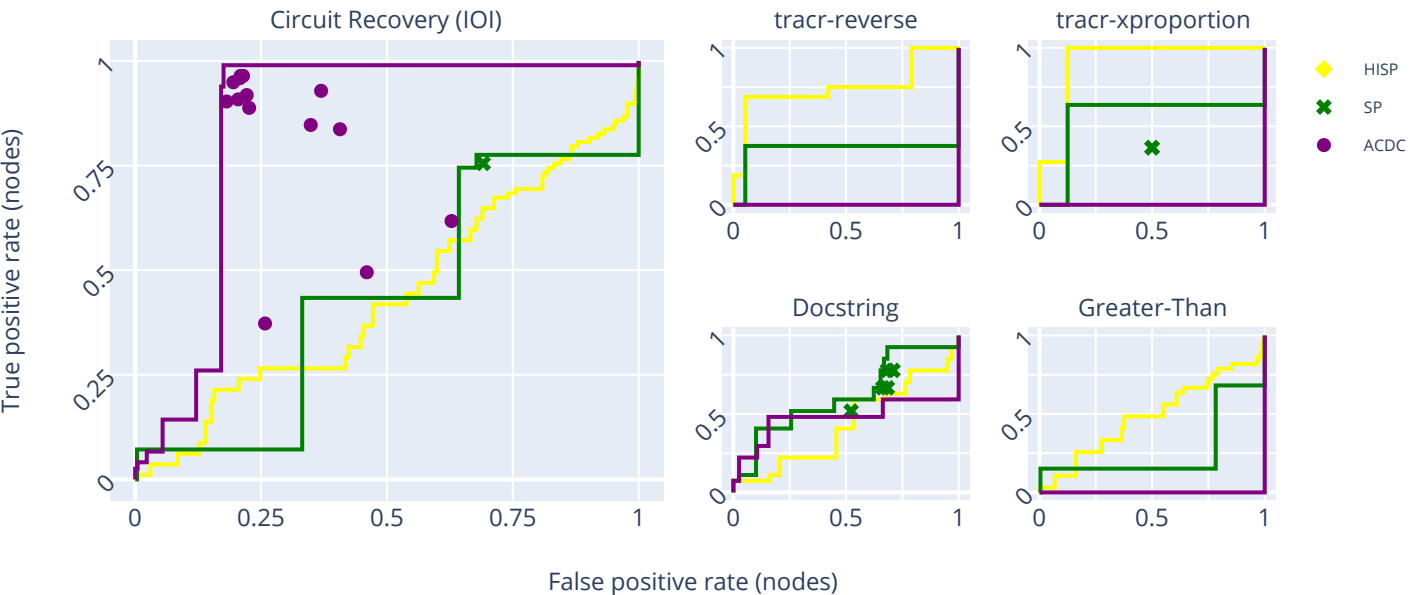 Circuit Recovery (IOI)
tracr-reverse
tracr-xproportion
HISP
SP
ACDC
True positive rate (nodes)
1
0.75
0.5
0.25
0
0 0.25 0.5 0.75 1
1
0.5
0
0 0.5 1
1
0.5
0
0 0.5 1
Docstring
Greater-Than
1
0.5
0
0 0.5 1
1
0.5
0
0 0.5 1
False positive rate (nodes)